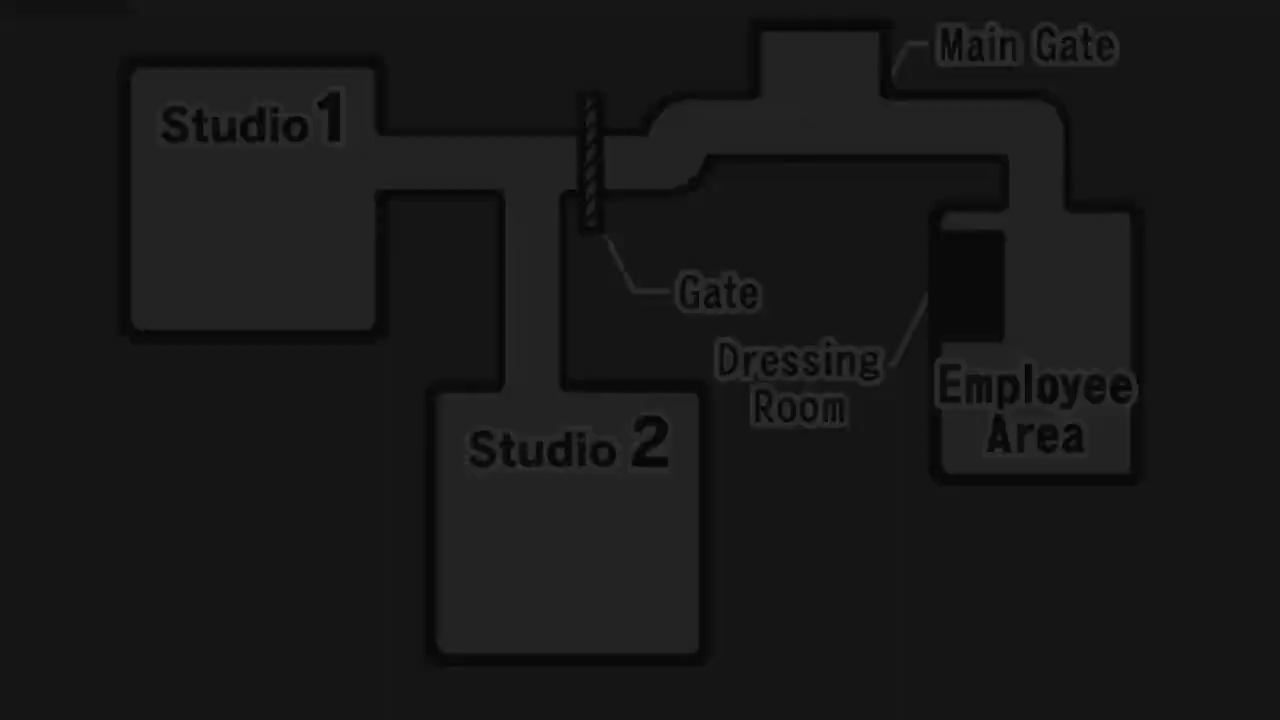 Main Gate
Studio 1
Gate
Dressing
Room
Employee
Area
Studio 2